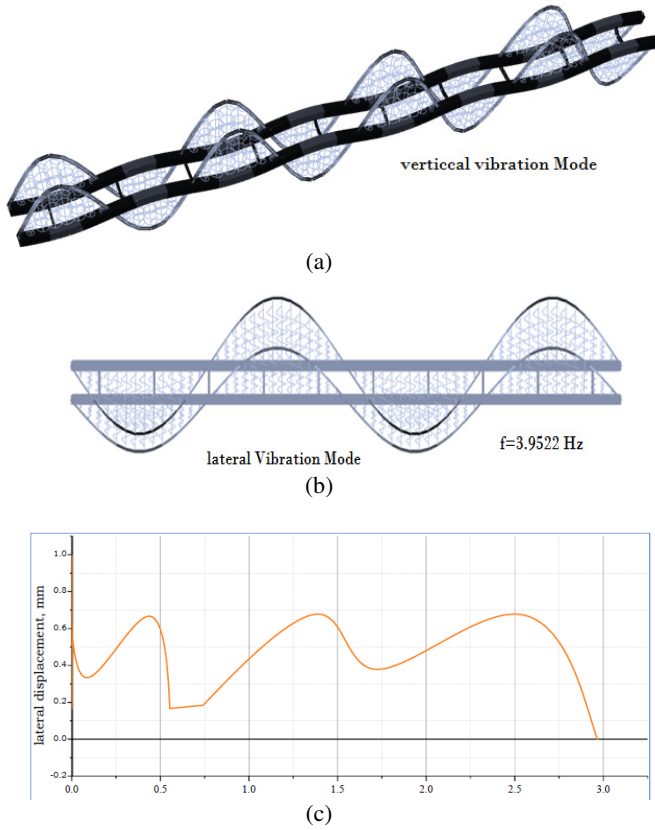 verticcal vibration Mode
(a)
lateral Vibration Mode
f=3.9522 Hz
(b)
lateral displacement, mm
1.0
0.8
0.6
0.4
0.2
0.0
-0.2
0.0 0.5 1.0 1.5 2.0 2.5 3.0
(c)